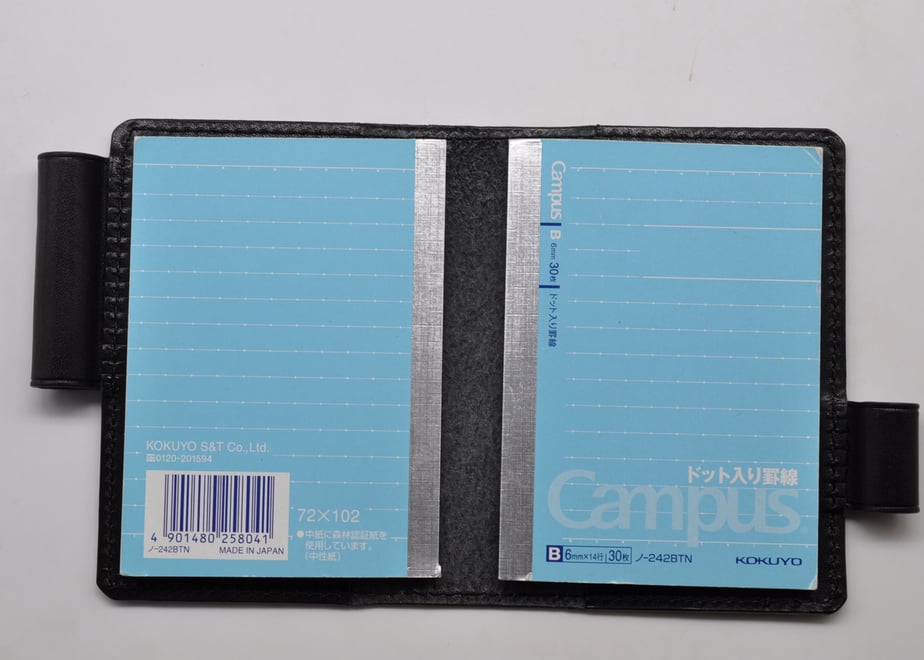 KOKUYO S&T Co.,Ltd.
0120-201594
4 901480 258041
ノ-242BTN MADE IN JAPAN
72×102
●中紙に森林認証紙を
使用しています。
(中性紙)
Campus B 6mm 30枚 ドット入り罫線
ドット入り罫線
Campus
B 6mm×14行 30枚 ノ-242BTN KOKUYO